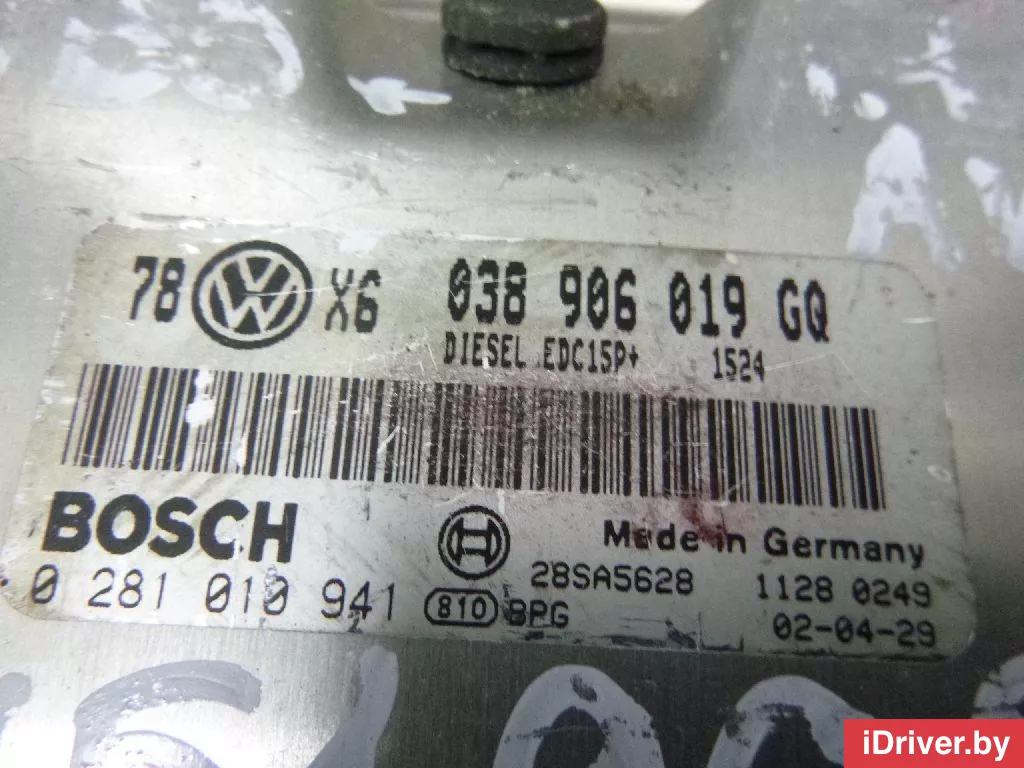 78 VW X6 038 906 019 GQ
DIESEL EDC15P+ 1524
BOSCH
Made in Germany
28SA5628 1128 0249
0 281 010 941 810 BPG 02-04-29
iDriver.by